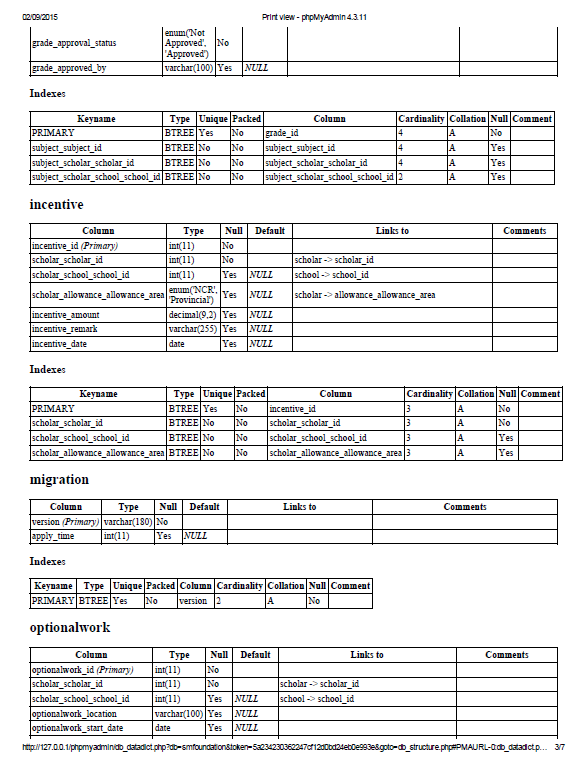 02/09/2015 Print view - phpMyAdmin 4.3.11
grade_approval_status enum('Not Approved', 'Approved') No
grade_approved_by varchar(100) Yes NULL
Indexes
Keyname Type Unique Packed Column Cardinality Collation Null Comment
PRIMARY BTREE Yes No grade_id 4 A No
subject_subject_id BTREE No No subject_subject_id 4 A Yes
subject_scholar_scholar_id BTREE No No subject_scholar_scholar_id 4 A Yes
subject_scholar_school_school_id BTREE No No subject_scholar_school_school_id 2 A Yes
incentive
Column Type Null Default Links to Comments
incentive_id (Primary) int(11) No
scholar_scholar_id int(11) No scholar -> scholar_id
scholar_school_school_id int(11) Yes NULL school -> school_id
scholar_allowance_allowance_area enum('NCR', 'Provincial') Yes NULL scholar -> allowance_allowance_area
incentive_amount decimal(9,2) Yes NULL
incentive_remark varchar(255) Yes NULL
incentive_date date Yes NULL
Indexes
Keyname Type Unique Packed Column Cardinality Collation Null Comment
PRIMARY BTREE Yes No incentive_id 3 A No
scholar_scholar_id BTREE No No scholar_scholar_id 3 A No
scholar_school_school_id BTREE No No scholar_school_school_id 3 A Yes
scholar_allowance_allowance_area BTREE No No scholar_allowance_allowance_area 3 A Yes
migration
Column Type Null Default Links to Comments
version (Primary) varchar(180) No
apply_time int(11) Yes NULL
Indexes
Keyname Type Unique Packed Column Cardinality Collation Null Comment
PRIMARY BTREE Yes No version 2 A No
optionalwork
Column Type Null Default Links to Comments
optionalwork_id (Primary) int(11) No
scholar_scholar_id int(11) No scholar -> scholar_id
scholar_school_school_id int(11) Yes NULL school -> school_id
optionalwork_location varchar(100) Yes NULL
optionalwork_start_date date Yes NULL
http://127.0.0.1/phpmyadmin/db_datadict.php?db=smfoundation&token=5a234230362247cf12d0bd24eb0e993e&goto=db_structure.php#PMAURL-0:db_datadict.p... 3/7